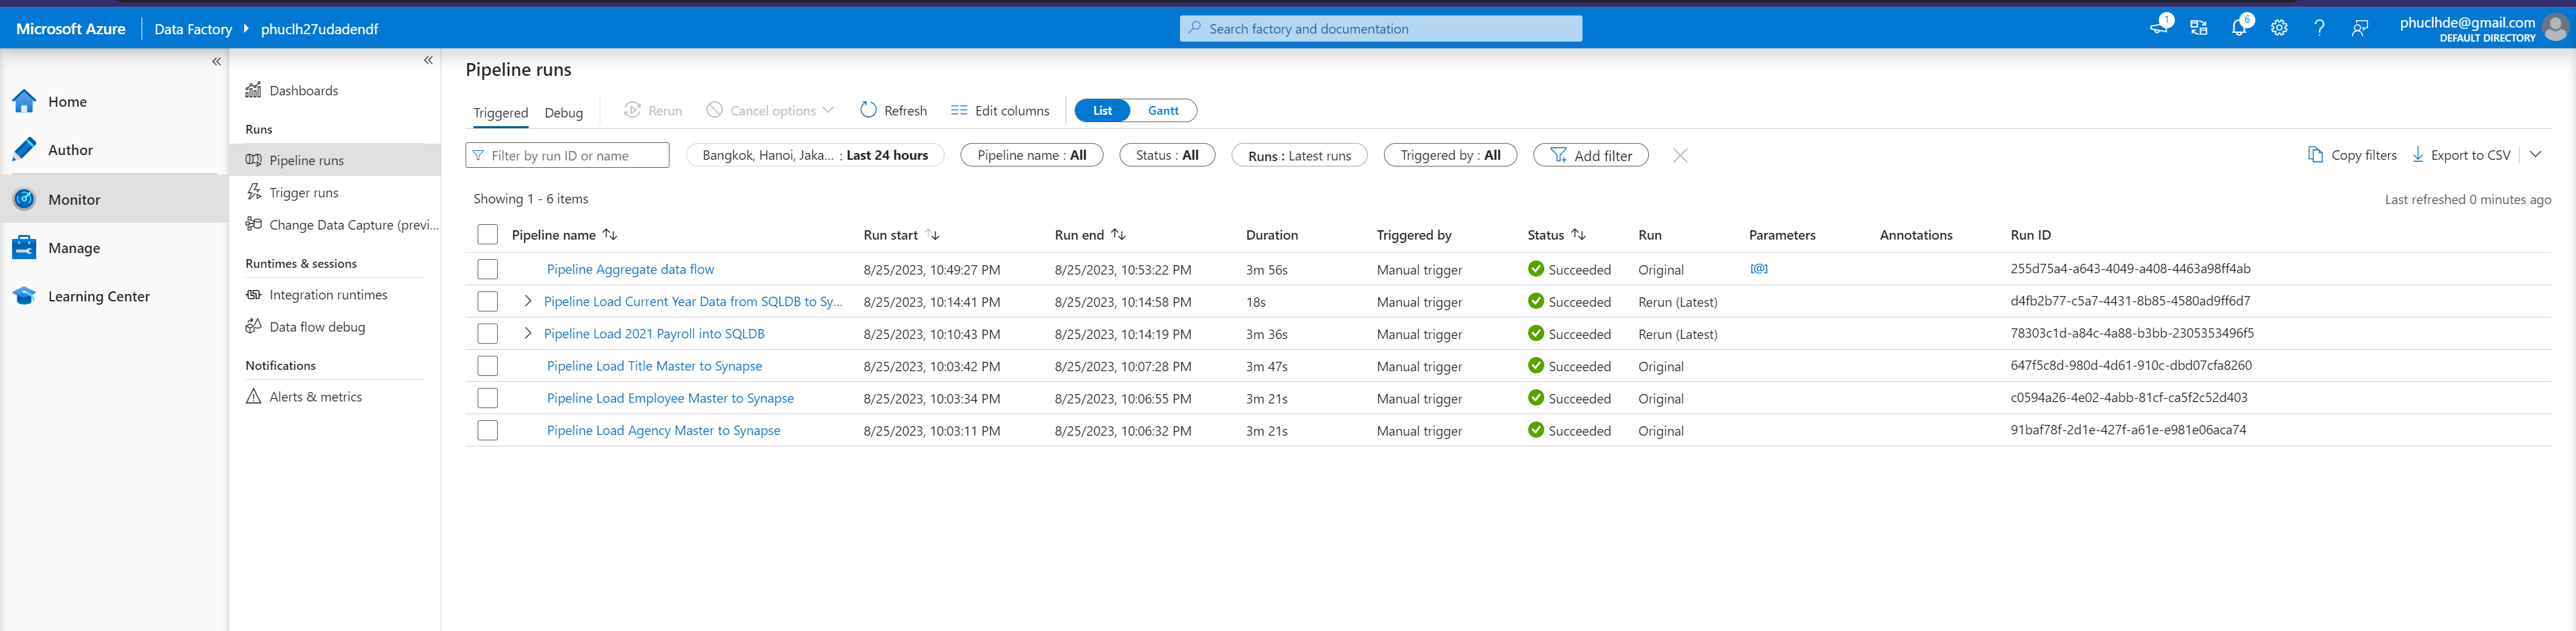 Microsoft Azure Data Factory phuclh27udadendf Search factory and documentation 1 6 phuclhde@gmail.com
DEFAULT DIRECTORY
Home
Author
Monitor
Manage
Learning Center
Dashboards
Runs
Pipeline runs
Trigger runs
Change Data Capture (previ...
Runtimes & sessions
Integration runtimes
Data flow debug
Notifications
Alerts & metrics
Pipeline runs
Triggered Debug Rerun Cancel options Refresh Edit columns List Gantt
Filter by run ID or name Bangkok, Hanoi, Jaka... : Last 24 hours Pipeline name : All Status : All Runs : Latest runs Triggered by : All Add filter Copy filters Export to CSV
Showing 1 - 6 items Last refreshed 0 minutes ago
Pipeline name Run start Run end Duration Triggered by Status Run Parameters Annotations Run ID
Pipeline Aggregate data flow 8/25/2023, 10:49:27 PM 8/25/2023, 10:53:22 PM 3m 56s Manual trigger Succeeded Original [@] 255d75a4-a643-4049-a408-4463a98ff4ab
Pipeline Load Current Year Data from SQLDB to Sy... 8/25/2023, 10:14:41 PM 8/25/2023, 10:14:58 PM 18s Manual trigger Succeeded Rerun (Latest) d4fb2b77-c5a7-4431-8b85-4580ad9ff6d7
Pipeline Load 2021 Payroll into SQLDB 8/25/2023, 10:10:43 PM 8/25/2023, 10:14:19 PM 3m 36s Manual trigger Succeeded Rerun (Latest) 78303c1d-a84c-4a88-b3bb-2305353496f5
Pipeline Load Title Master to Synapse 8/25/2023, 10:03:42 PM 8/25/2023, 10:07:28 PM 3m 47s Manual trigger Succeeded Original 647f5c8d-980d-4d61-910c-dbd07cfa8260
Pipeline Load Employee Master to Synapse 8/25/2023, 10:03:34 PM 8/25/2023, 10:06:55 PM 3m 21s Manual trigger Succeeded Original c0594a26-4e02-4abb-81cf-ca5f2c52d403
Pipeline Load Agency Master to Synapse 8/25/2023, 10:03:11 PM 8/25/2023, 10:06:32 PM 3m 21s Manual trigger Succeeded Original 91baf78f-2d1e-427f-a61e-e981e06aca74